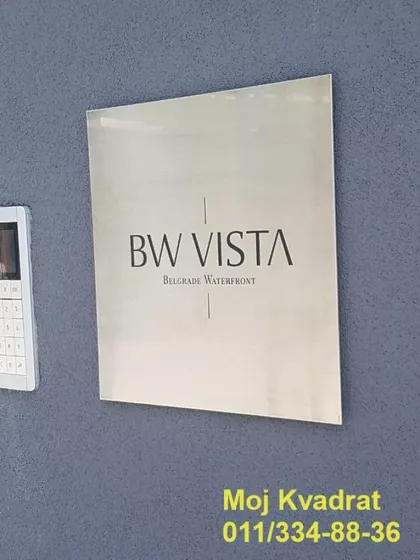 BW VISTA
BELGRADE WATERFRONT
Moj Kvadrat
011/334-88-36